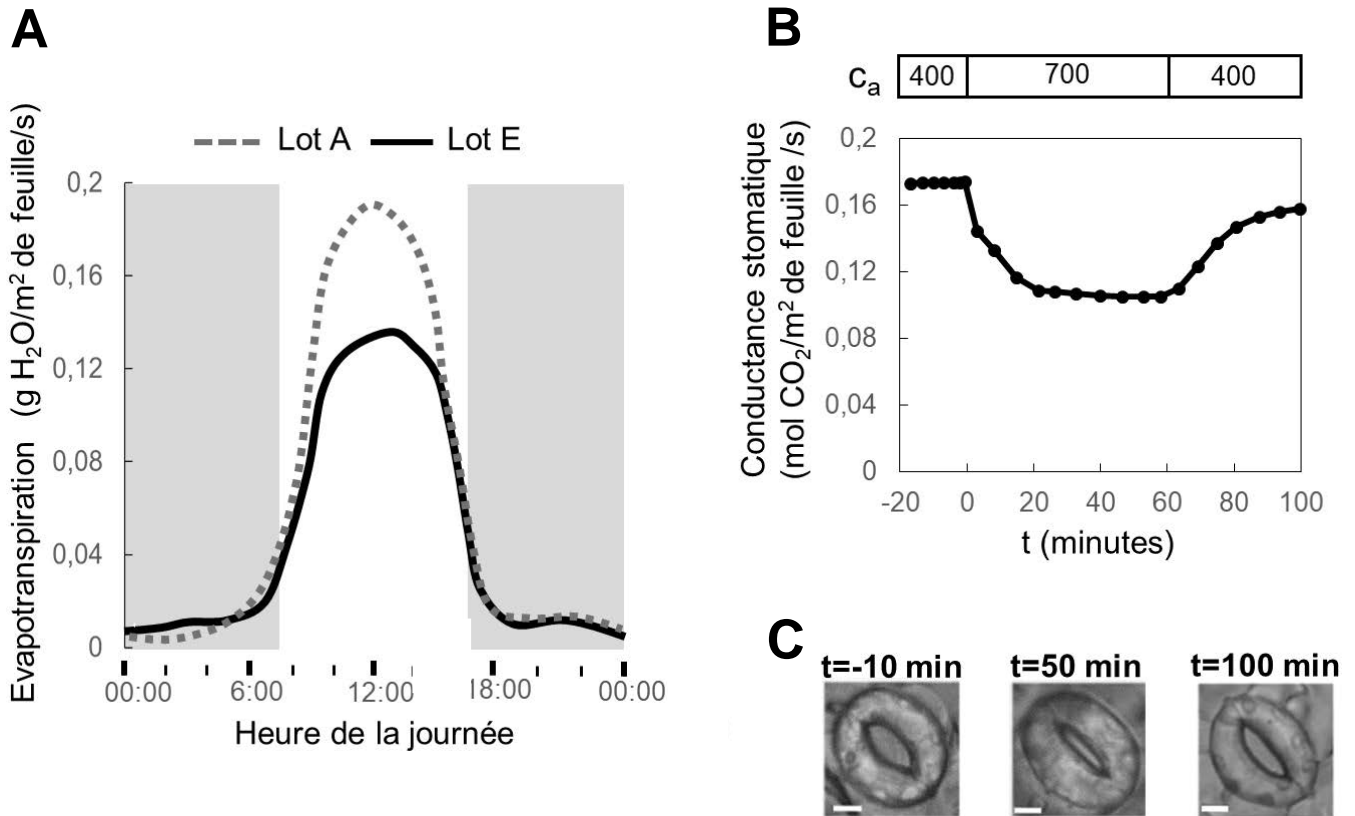 A
Evapotranspiration (g H₂O/m² de feuille/s)
Lot A
Lot E
0,2
0,16
0,12
0,08
0,04
0
00:00
6:00
12:00
18:00
00:00
Heure de la journée
B
cₐ
400
700
400
Conductance stomatique
(mol CO₂/m² de feuille /s)
0,2
0,16
0,12
0,08
0,04
0
-20
0
20
40
60
80
100
t (minutes)
C
t=-10 min
t=50 min
t=100 min